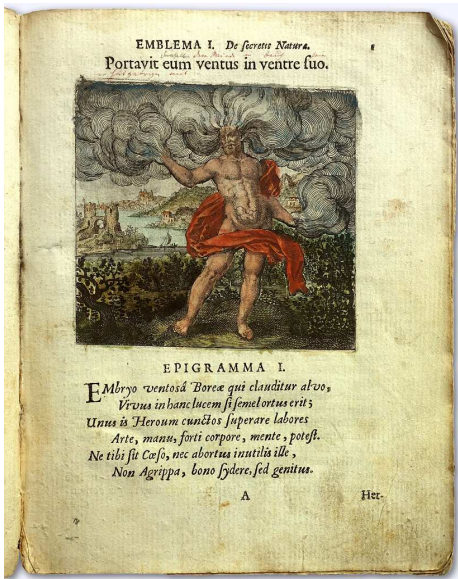 EMBLEMA I. De ſecretis Naturæ.
1
Portavit eum ventus in ventre ſuo.
EPIGRAMMA I.
EMbryo ventosâ Boreæ qui clauditur alvo,
Vivus in hanc lucem ſi ſemel ortus erit;
Unus is Heroum cunctos ſuperare labores
Arte, manu, forti corpore, mente, poteſt.
Ne tibi ſit Cæſo, nec abortus inutilis ille,
Non Agrippa, bono ſydere, ſed genitus.
A
Her-